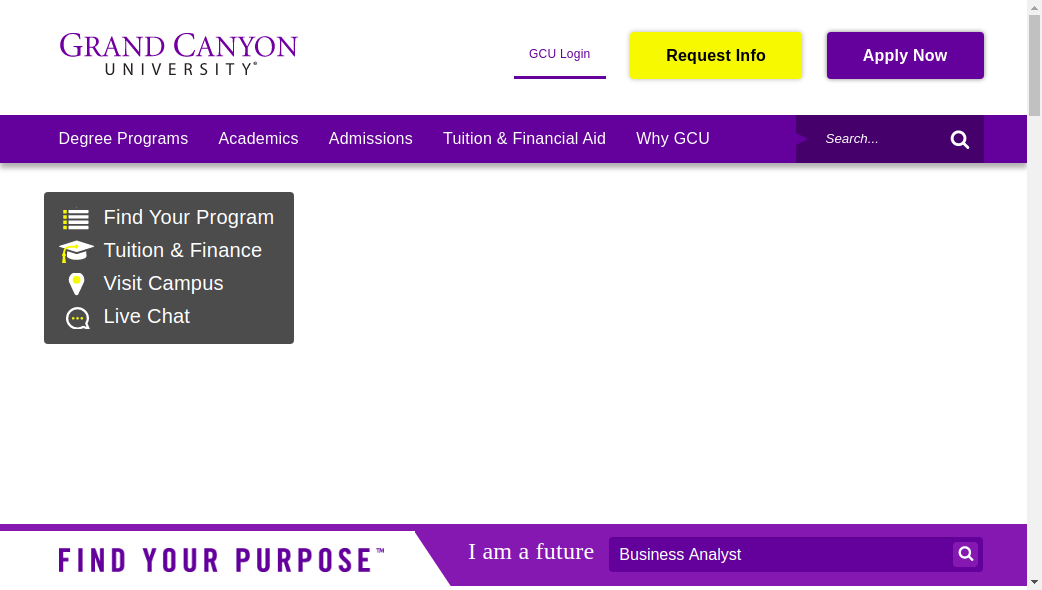 GRAND CANYON
UNIVERSITY®
GCU Login
Request Info
Apply Now
Degree Programs
Academics
Admissions
Tuition & Financial Aid
Why GCU
Search...
Find Your Program
Tuition & Finance
Visit Campus
Live Chat
FIND YOUR PURPOSE™
I am a future
Business Analyst